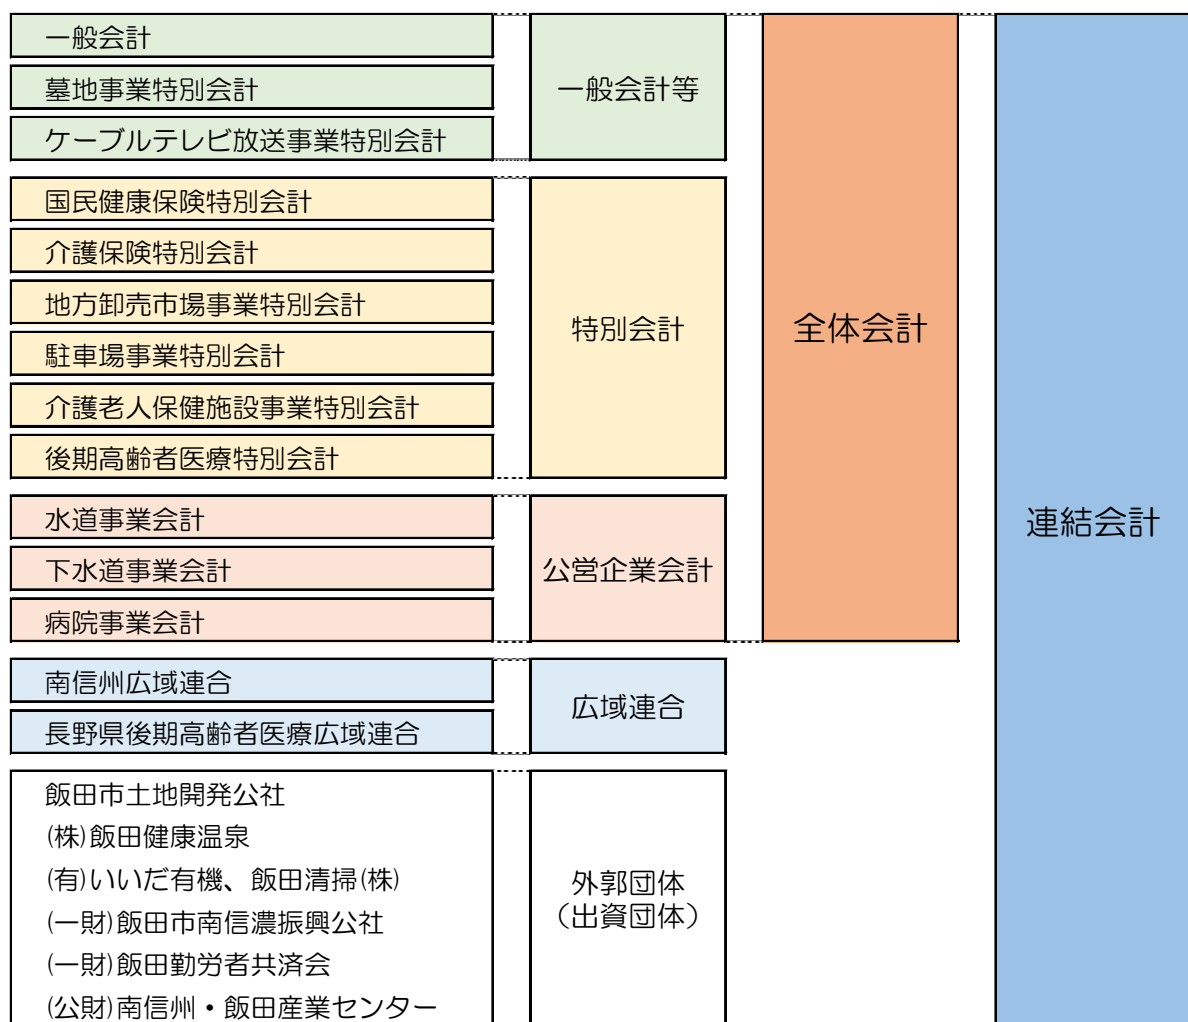 一般会計
墓地事業特別会計
ケーブルテレビ放送事業特別会計
一般会計等
国民健康保険特別会計
介護保険特別会計
地方卸売市場事業特別会計
駐車場事業特別会計
介護老人保健施設事業特別会計
後期高齢者医療特別会計
特別会計
水道事業会計
下水道事業会計
病院事業会計
公営企業会計
全体会計
南信州広域連合
長野県後期高齢者医療広域連合
広域連合
飯田市土地開発公社
(株)飯田健康温泉
(有)いいだ有機、飯田清掃(株)
(一財)飯田市南信濃振興公社
(一財)飯田勤労者共済会
(公財)南信州・飯田産業センター
外郭団体
（出資団体）
連結会計